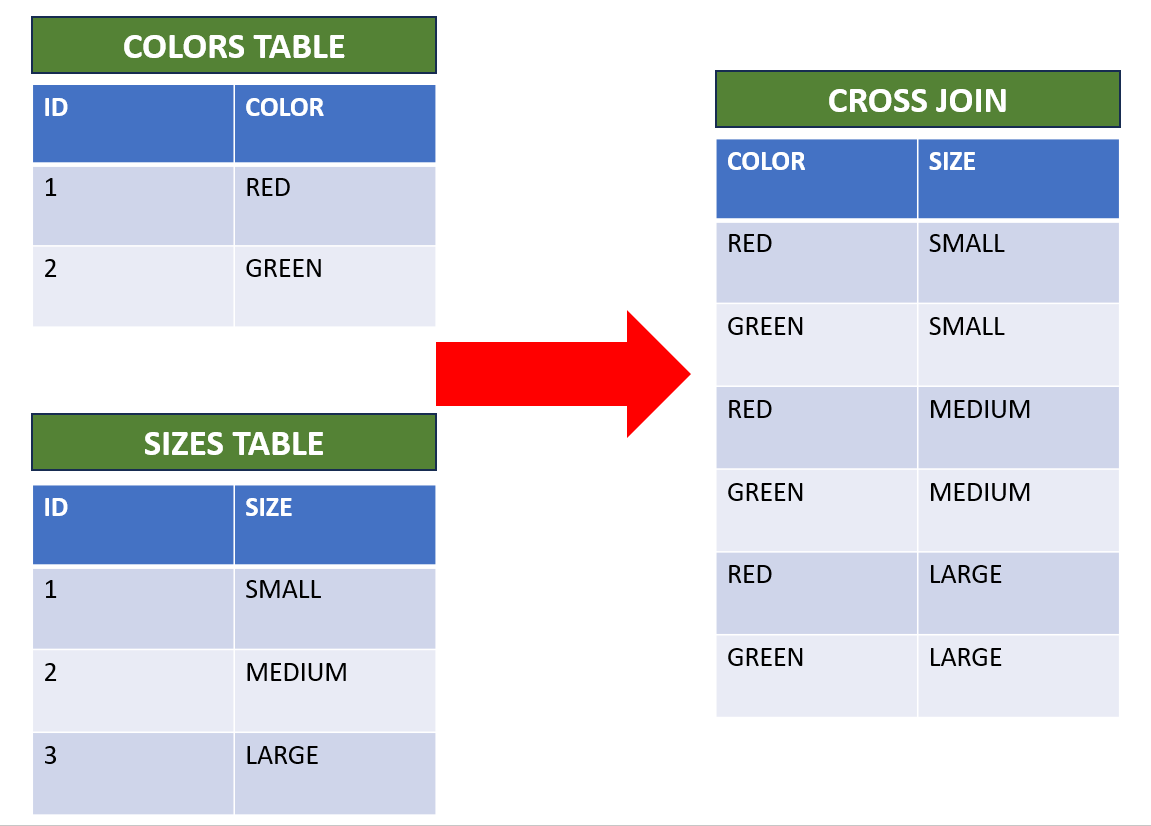 COLORS TABLE
ID COLOR
1 RED
2 GREEN
SIZES TABLE
ID SIZE
1 SMALL
2 MEDIUM
3 LARGE
CROSS JOIN
COLOR SIZE
RED SMALL
GREEN SMALL
RED MEDIUM
GREEN MEDIUM
RED LARGE
GREEN LARGE